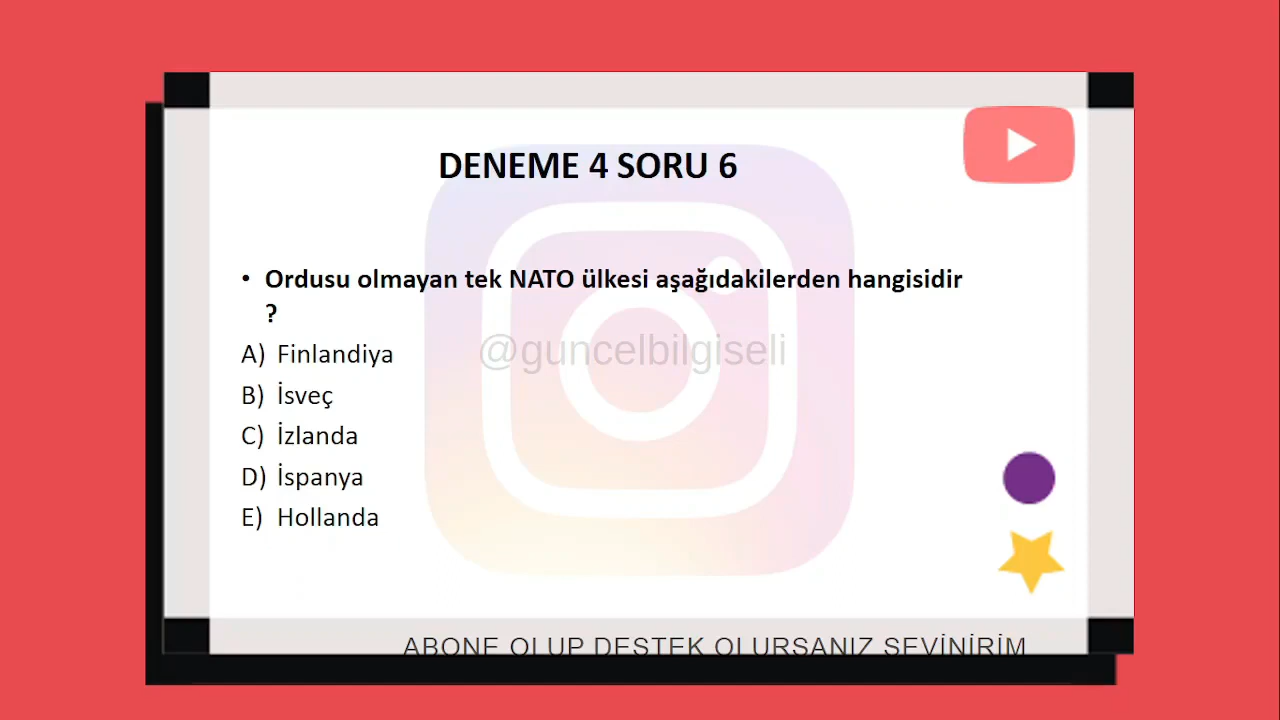 DENEME 4 SORU 6
• Ordusu olmayan tek NATO ülkesi aşağıdakilerden hangisidir
?
A) Finlandiya
@guncelbilgiseli
B) İsveç
C) İzlanda
D) İspanya
E) Hollanda
ABONE OLUP DESTEK OLURSANIZ SEVİNİRİM